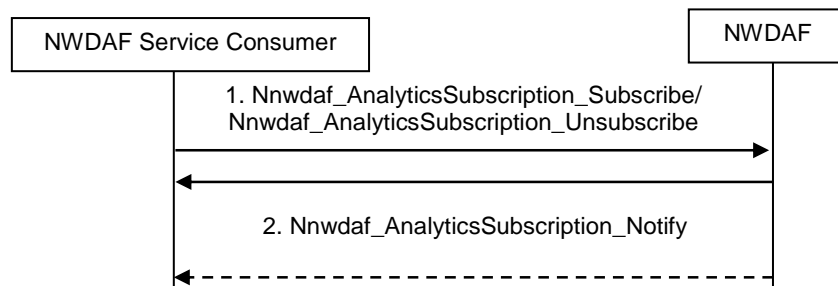 NWDAF Service Consumer
NWDAF
1. Nnwdaf_AnalyticsSubscription_Subscribe/
Nnwdaf_AnalyticsSubscription_Unsubscribe
2. Nnwdaf_AnalyticsSubscription_Notify